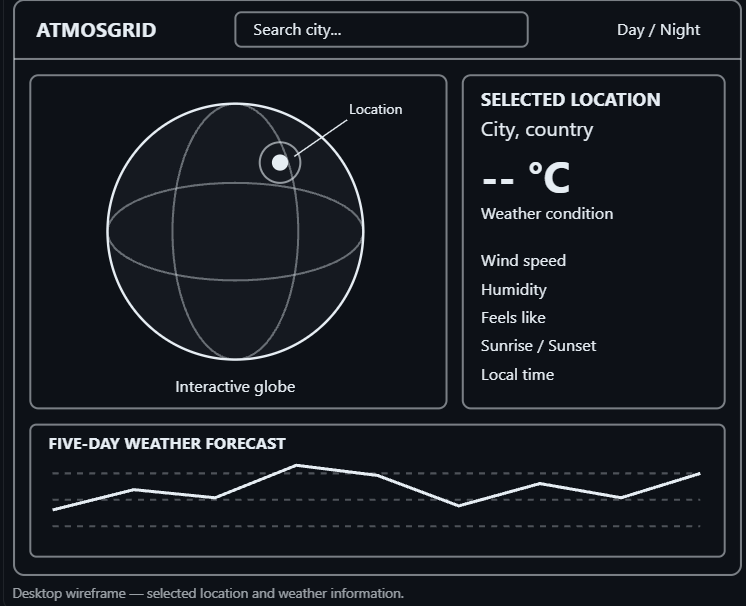 ATMOSGRID
Search city...
Day / Night
Location
Interactive globe
SELECTED LOCATION
City, country
-- °C
Weather condition
Wind speed
Humidity
Feels like
Sunrise / Sunset
Local time
FIVE-DAY WEATHER FORECAST
Desktop wireframe — selected location and weather information.